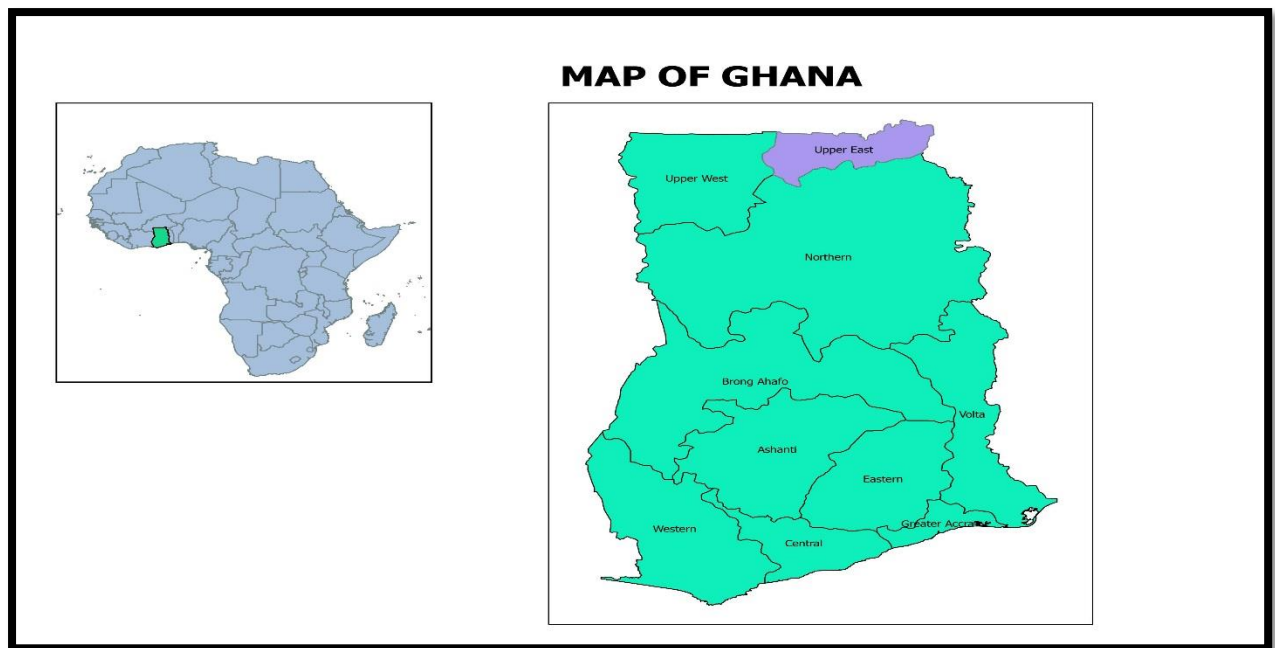 MAP OF GHANA
Upper East
Upper West
Northern
Brong Ahafo
Volta
Ashanti
Eastern
Greater Accra
Western
Central